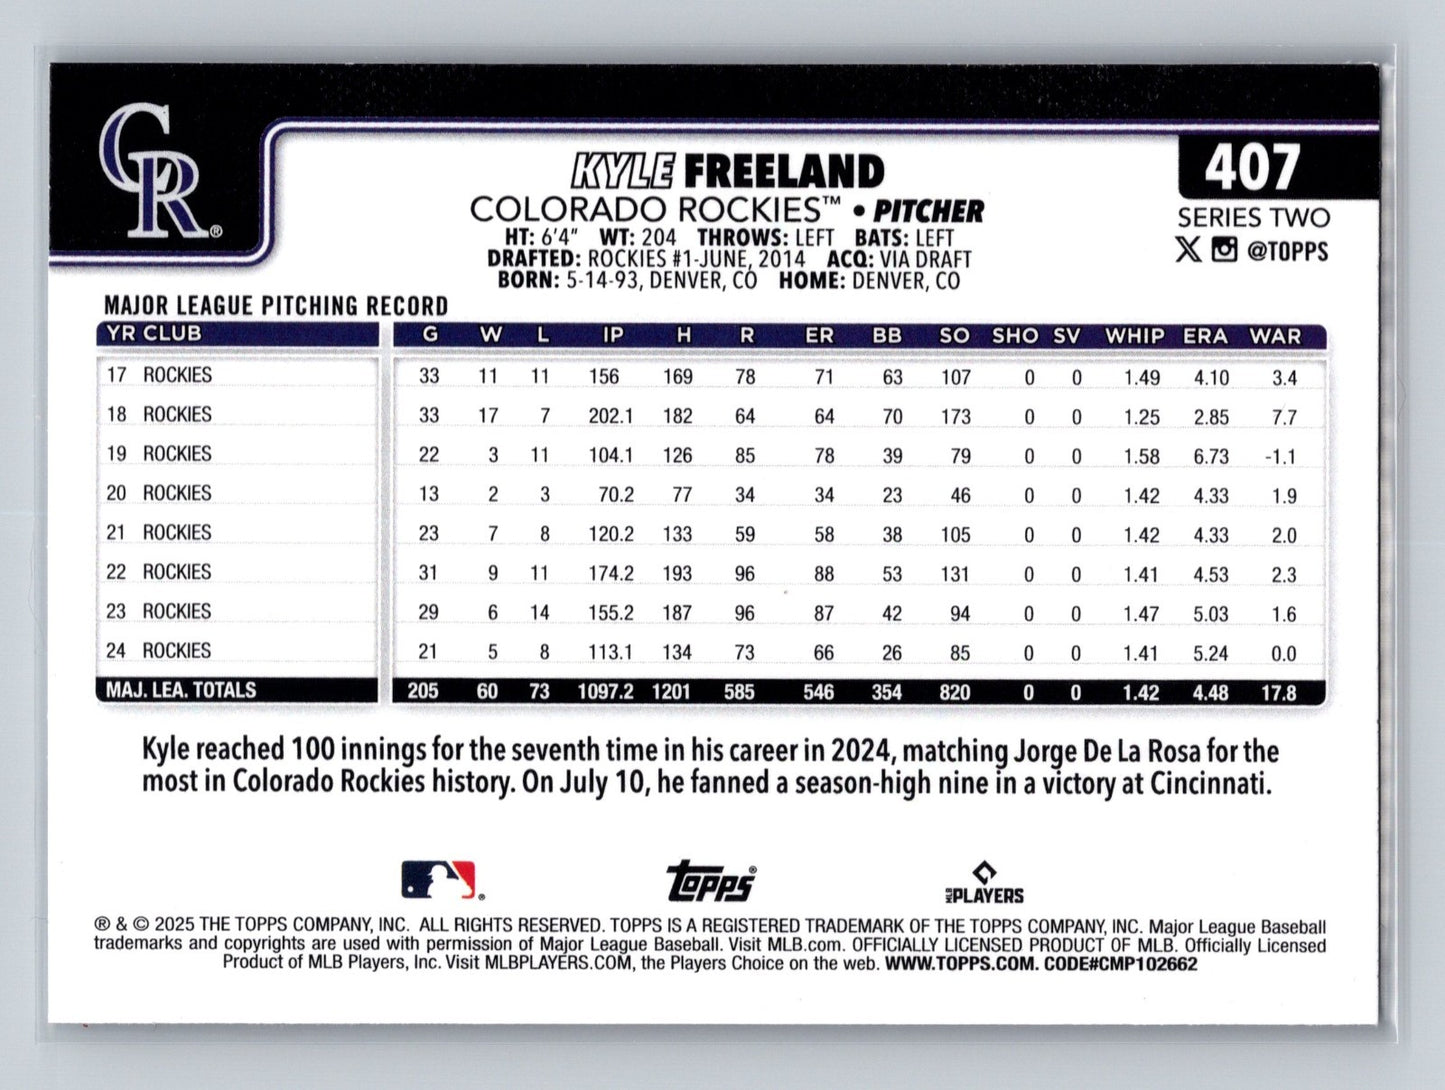 CR®
KYLE FREELAND
407
COLORADO ROCKIES™ • PITCHER
SERIES TWO
HT: 6'4" WT: 204 THROWS: LEFT BATS: LEFT
@TOPPS
DRAFTED: ROCKIES #1-JUNE, 2014 ACQ: VIA DRAFT
BORN: 5-14-93, DENVER, CO HOME: DENVER, CO
MAJOR LEAGUE PITCHING RECORD
YR CLUB G W L IP H R ER BB SO SHO SV WHIP ERA WAR
17 ROCKIES 33 11 11 156 169 78 71 63 107 0 0 1.49 4.10 3.4
18 ROCKIES 33 17 7 202.1 182 64 64 70 173 0 0 1.25 2.85 7.7
19 ROCKIES 22 3 11 104.1 126 85 78 39 79 0 0 1.58 6.73 -1.1
20 ROCKIES 13 2 3 70.2 77 34 34 23 46 0 0 1.42 4.33 1.9
21 ROCKIES 23 7 8 120.2 133 59 58 38 105 0 0 1.42 4.33 2.0
22 ROCKIES 31 9 11 174.2 193 96 88 53 131 0 0 1.41 4.53 2.3
23 ROCKIES 29 6 14 155.2 187 96 87 42 94 0 0 1.47 5.03 1.6
24 ROCKIES 21 5 8 113.1 134 73 66 26 85 0 0 1.41 5.24 0.0
MAJ. LEA. TOTALS 205 60 73 1097.2 1201 585 546 354 820 0 0 1.42 4.48 17.8
Kyle reached 100 innings for the seventh time in his career in 2024, matching Jorge De La Rosa for the
most in Colorado Rockies history. On July 10, he fanned a season-high nine in a victory at Cincinnati.
® Topps® MLB PLAYERS
® & © 2025 THE TOPPS COMPANY, INC. ALL RIGHTS RESERVED. TOPPS IS A REGISTERED TRADEMARK OF THE TOPPS COMPANY, INC. Major League Baseball
trademarks and copyrights are used with permission of Major League Baseball. Visit MLB.com. OFFICIALLY LICENSED PRODUCT OF MLB. Officially Licensed
Product of MLB Players, Inc. Visit MLBPLAYERS.COM, the Players Choice on the web. WWW.TOPPS.COM. CODE#CMP102662